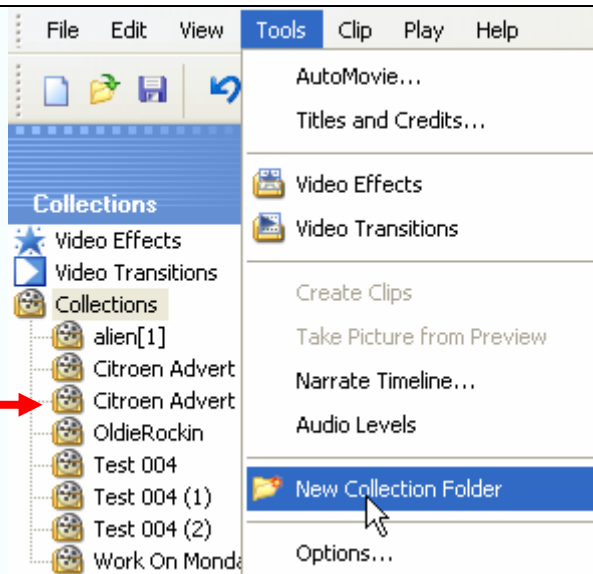 File Edit View Tools Clip Play Help
AutoMovie...
Titles and Credits...
Video Effects
Video Transitions
Create Clips
Take Picture from Preview
Narrate Timeline...
Audio Levels
New Collection Folder
Options...
Collections
Video Effects
Video Transitions
Collections
alien[1]
Citroen Advert
Citroen Advert
OldieRockin
Test 004
Test 004 (1)
Test 004 (2)
Work On Monda